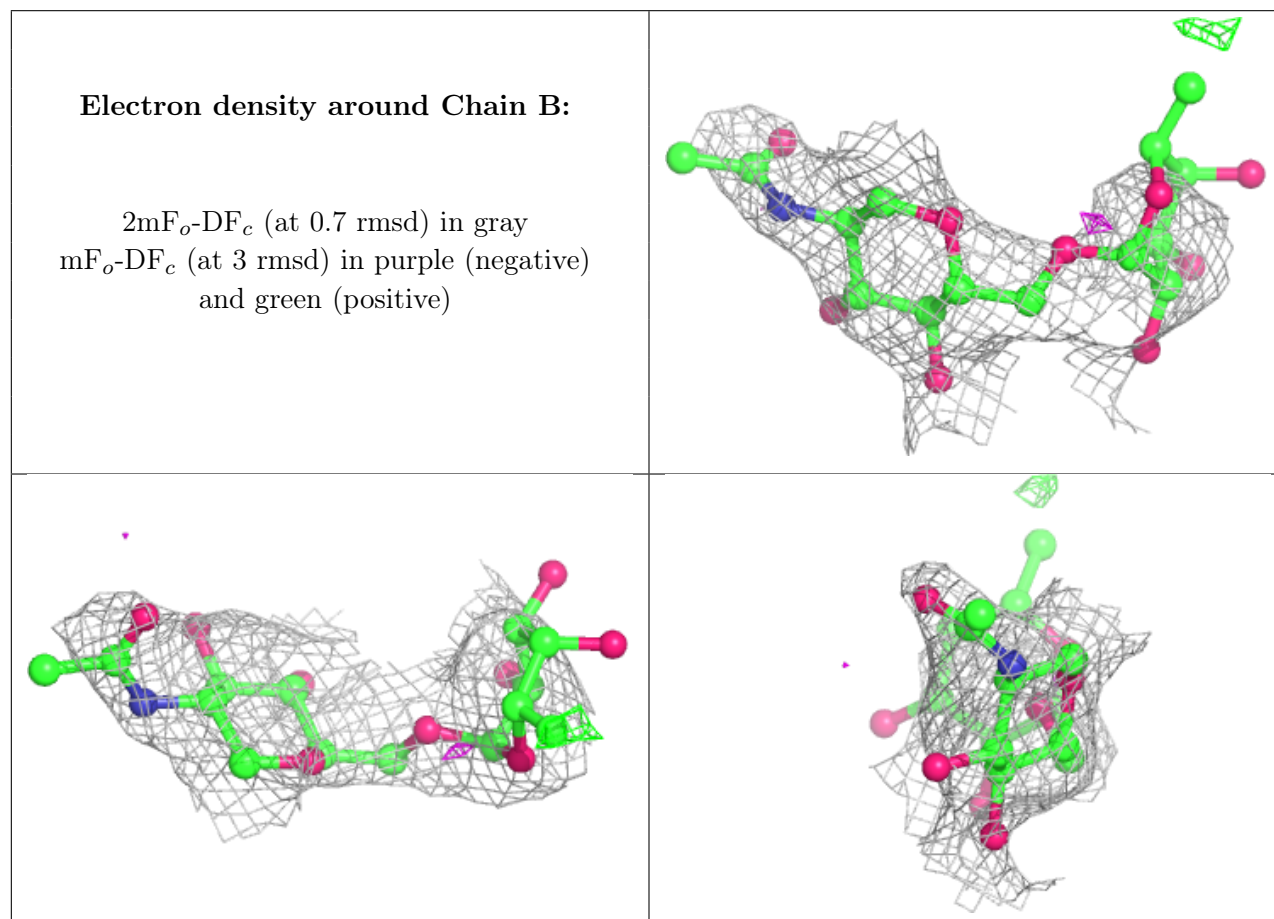 Electron density around Chain B:
2mFₒ-DF𝒸 (at 0.7 rmsd) in gray
mFₒ-DF𝒸 (at 3 rmsd) in purple (negative)
and green (positive)